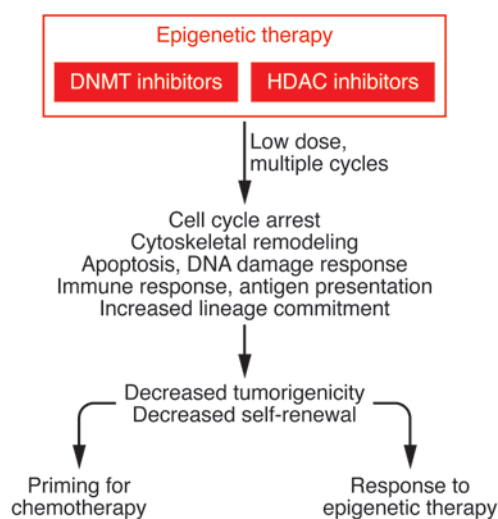 Epigenetic therapy
DNMT inhibitors
HDAC inhibitors
Low dose,
multiple cycles
Cell cycle arrest
Cytoskeletal remodeling
Apoptosis, DNA damage response
Immune response, antigen presentation
Increased lineage commitment
Decreased tumorigenicity
Decreased self-renewal
Priming for
chemotherapy
Response to
epigenetic therapy